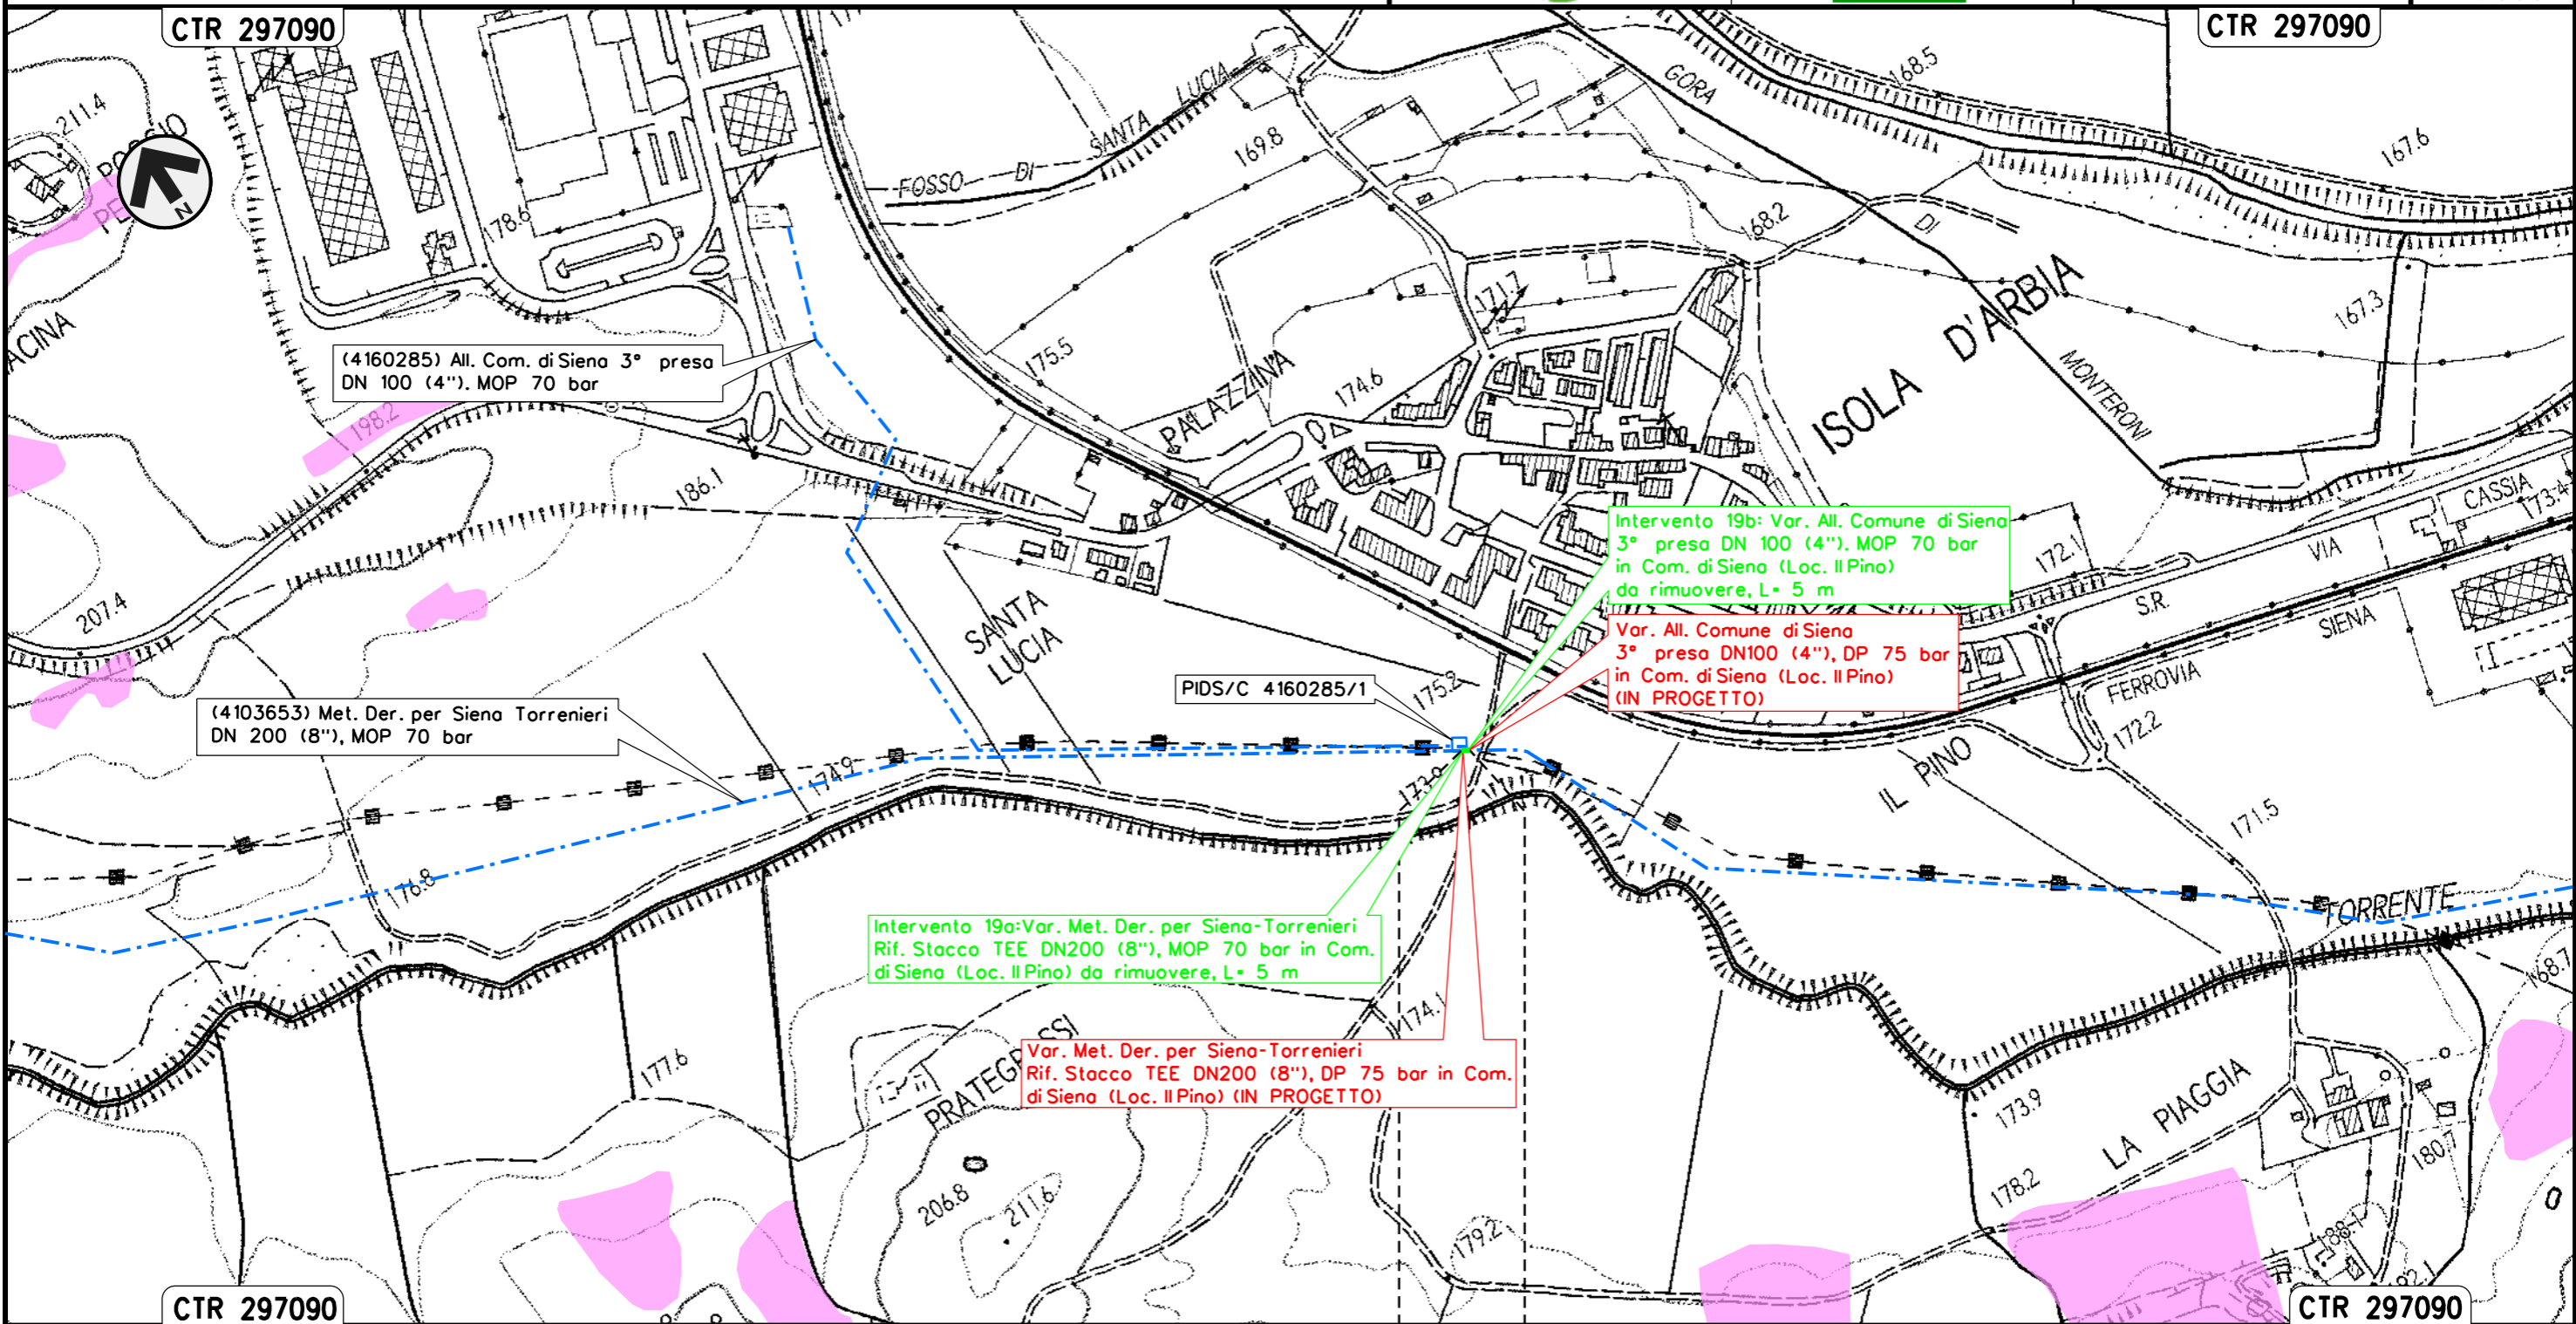 CTR 297090
CTR 297090
211.4
POGGIO
N
178.6
FOSSO DI SANTA LUCIA
169.8
GORA
168.5
167.6
168.2
DI
MONTERONI
167.3
ACINA
171.7
ISOLA D'ARBIA
(4160285) All. Com. di Siena 3° presa
DN 100 (4"). MOP 70 bar
175.5
PALAZZINA
174.6
198.2
186.1
CASSIA
173.4
VIA
S.R.
172.1
Intervento 19b: Var. All. Comune di Siena
3° presa DN 100 (4"). MOP 70 bar
in Com. di Siena (Loc. Il Pino)
da rimuovere, L= 5 m
207.4
SANTA
LUCIA
SIENA
FERROVIA
Var. All. Comune di Siena
3° presa DN100 (4"), DP 75 bar
in Com. di Siena (Loc. Il Pino)
(IN PROGETTO)
PIDS/C 4160285/1
175.2
(4103653) Met. Der. per Siena Torrenieri
DN 200 (8"), MOP 70 bar
172.2
IL PINO
174.9
171.5
176.8
TORRENTE
Intervento 19a:Var. Met. Der. per Siena-Torrenieri
Rif. Stacco TEE DN200 (8"), MOP 70 bar in Com.
di Siena (Loc. Il Pino) da rimuovere, L= 5 m
168.7
174.1
PRATEGROSSI
177.6
Var. Met. Der. per Siena-Torrenieri
Rif. Stacco TEE DN200 (8"), DP 75 bar in Com.
di Siena (Loc. Il Pino) (IN PROGETTO)
173.9
LA PIAGGIA
180.7
178.2
206.8
211.6
179.2
188.1
CTR 297090
CTR 297090